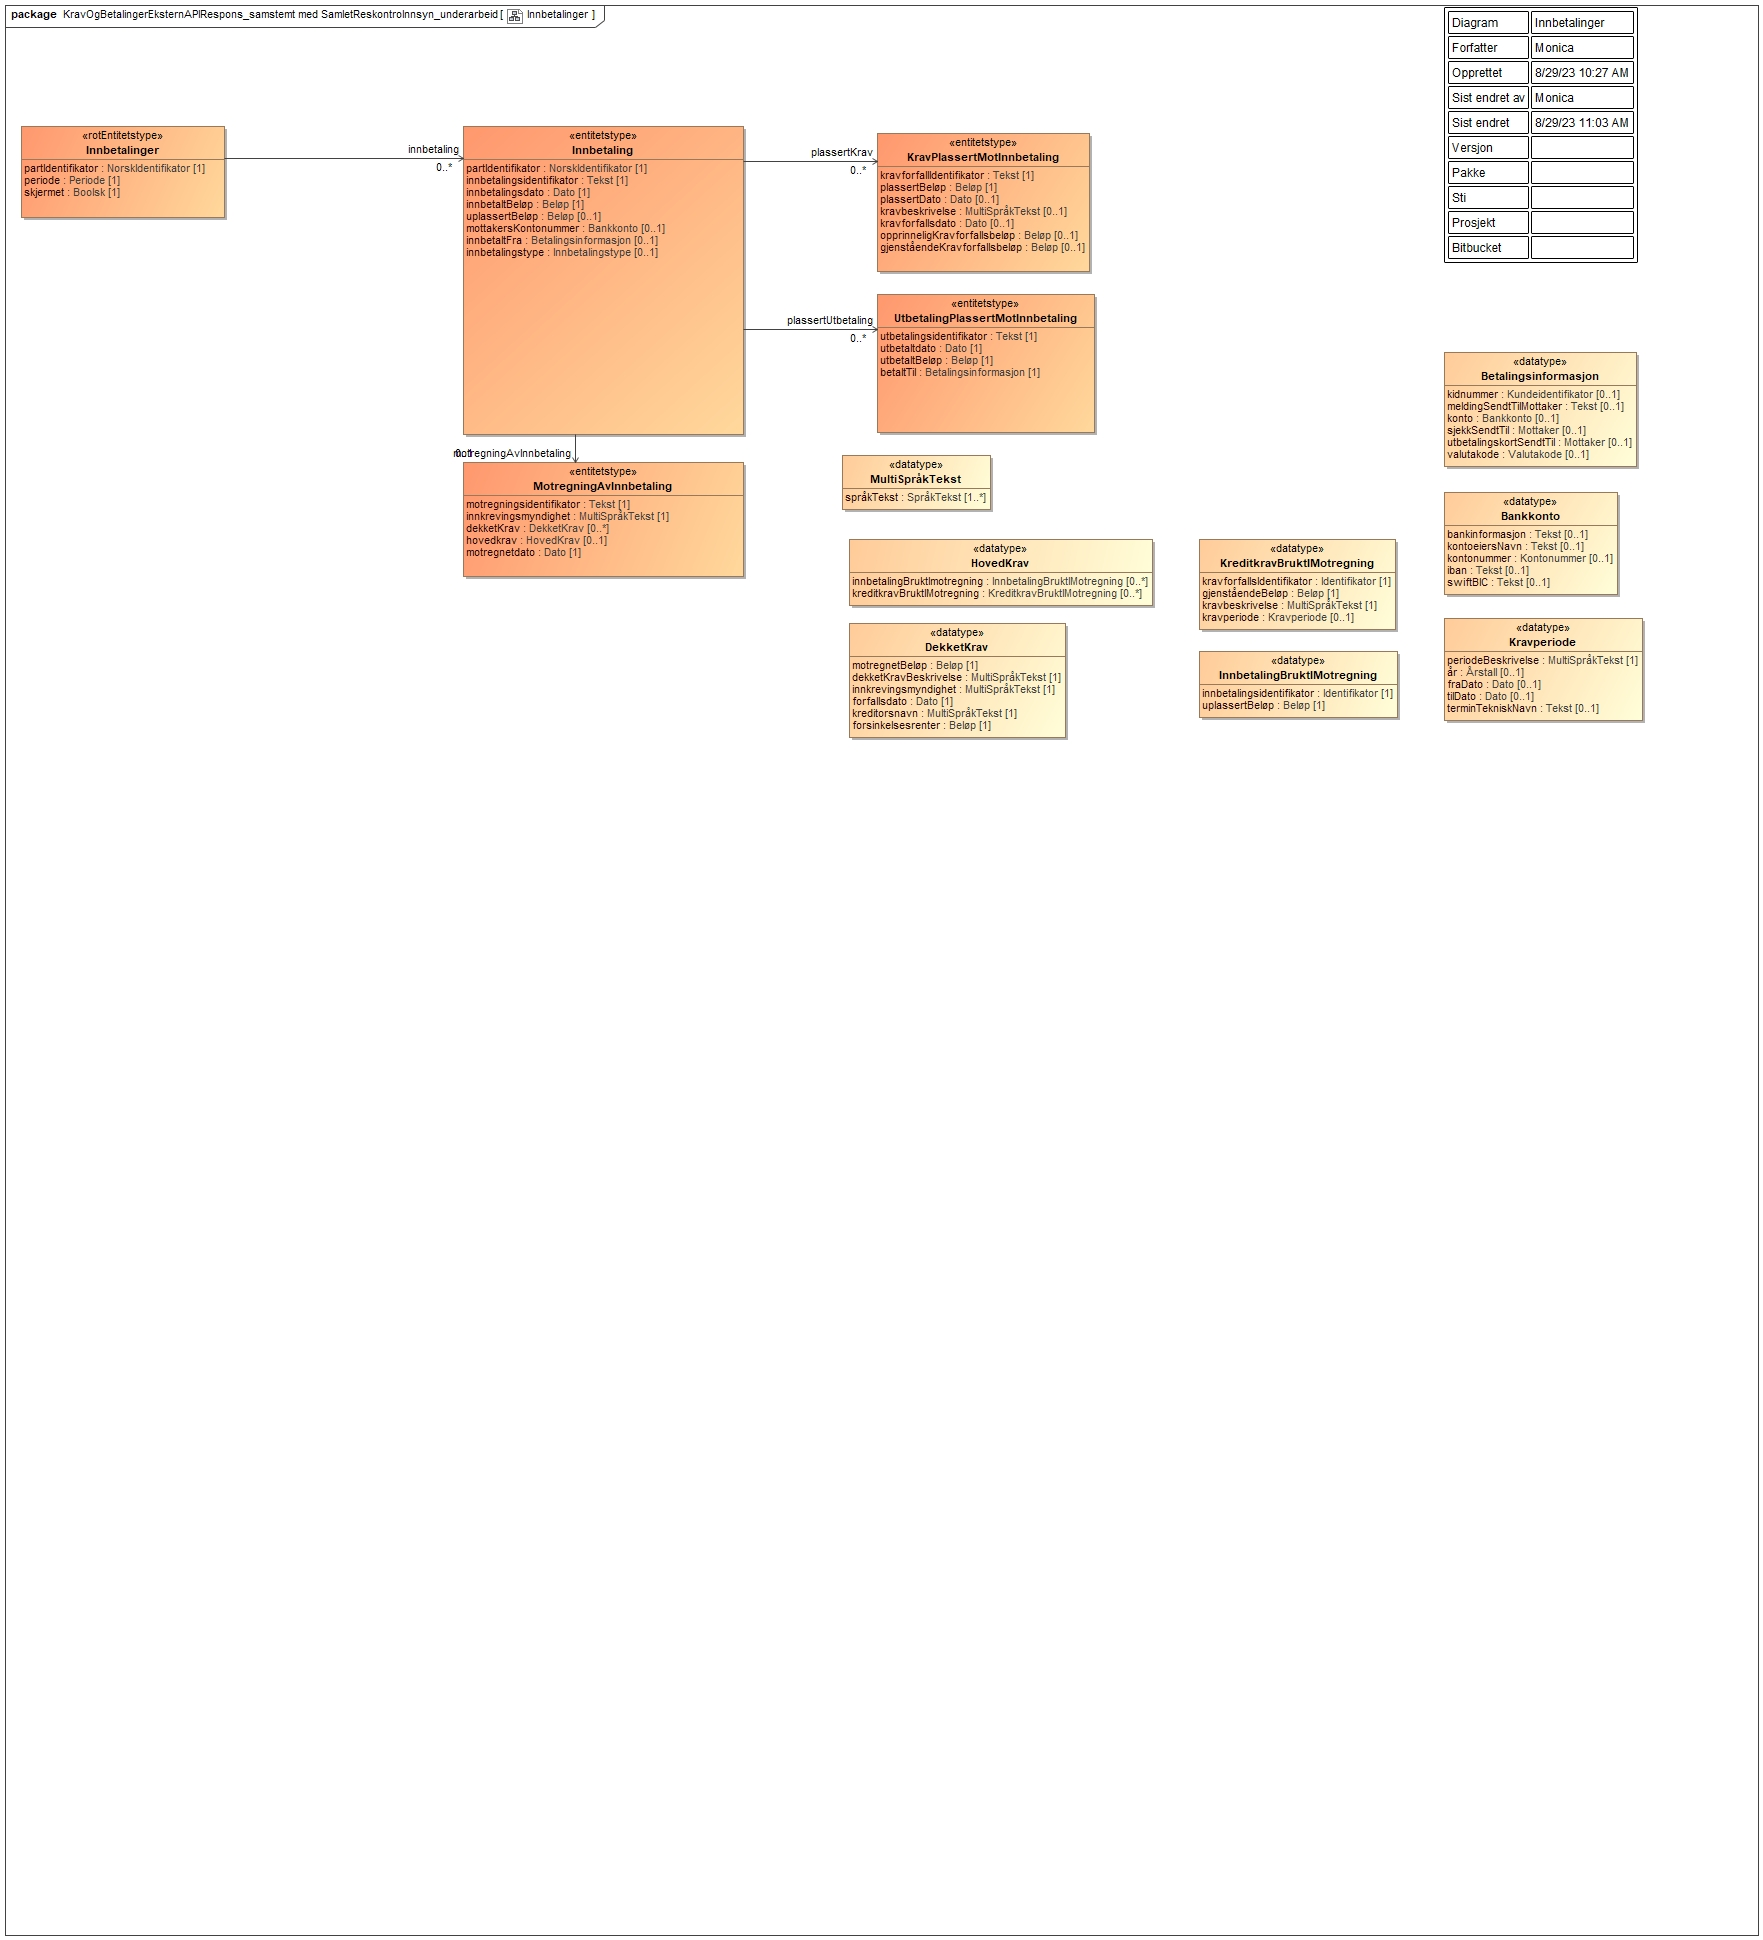 package KravOgBetalingerEksternAPIRespons_samstemt med SamletReskontroInnsyn_underarbeid [ Innbetalinger ]
Diagram Innbetalinger
Forfatter Monica
Opprettet 8/29/23 10:27 AM
Sist endret av Monica
Sist endret 8/29/23 11:03 AM
Versjon
Pakke
Sti
Prosjekt
Bitbucket
«rotEntitetstype»
Innbetalinger
partIdentifikator : NorskIdentifikator [1]
periode : Periode [1]
skjermet : Boolsk [1]
innbetaling
0..*
«entitetstype»
Innbetaling
partIdentifikator : NorskIdentifikator [1]
innbetalingsidentifikator : Tekst [1]
innbetalingsdato : Dato [1]
innbetaltBeløp : Beløp [1]
uplassertBeløp : Beløp [0..1]
mottakersKontonummer : Bankkonto [0..1]
innbetaltFra : Betalingsinformasjon [0..1]
innbetalingstype : Innbetalingstype [0..1]
plassertKrav
0..*
«entitetstype»
KravPlassertMotInnbetaling
kravforfallIdentifikator : Tekst [1]
plassertBeløp : Beløp [1]
plassertDato : Dato [0..1]
kravbeskrivelse : MultiSpråkTekst [0..1]
kravforfallsdato : Dato [0..1]
opprinneligKravforfallsbeløp : Beløp [0..1]
gjenståendeKravforfallsbeløp : Beløp [0..1]
plassertUtbetaling
0..*
«entitetstype»
UtbetalingPlassertMotInnbetaling
utbetalingsidentifikator : Tekst [1]
utbetaltdato : Dato [1]
utbetaltBeløp : Beløp [1]
betaltTil : Betalingsinformasjon [1]
motregningAvInnbetaling
0..1
«entitetstype»
MotregningAvInnbetaling
motregningsidentifikator : Tekst [1]
innkrevingsmyndighet : MultiSpråkTekst [1]
dekketKrav : DekketKrav [0..*]
hovedkrav : HovedKrav [0..1]
motregnetdato : Dato [1]
«datatype»
MultiSpråkTekst
språkTekst : SpråkTekst [1..*]
«datatype»
HovedKrav
innbetalingBruktImotregning : InnbetalingBruktIMotregning [0..*]
kreditkravBruktIMotregning : KreditkravBruktIMotregning [0..*]
«datatype»
DekketKrav
motregnetBeløp : Beløp [1]
dekketKravBeskrivelse : MultiSpråkTekst [1]
innkrevingsmyndighet : MultiSpråkTekst [1]
forfallsdato : Dato [1]
kreditorsnavn : MultiSpråkTekst [1]
forsinkelsesrenter : Beløp [1]
«datatype»
KreditkravBruktIMotregning
kravforfallsIdentifikator : Identifikator [1]
gjenståendeBeløp : Beløp [1]
kravbeskrivelse : MultiSpråkTekst [1]
kravperiode : Kravperiode [0..1]
«datatype»
InnbetalingBruktIMotregning
innbetalingsidentifikator : Identifikator [1]
uplassertBeløp : Beløp [1]
«datatype»
Betalingsinformasjon
kidnummer : Kundeidentifikator [0..1]
meldingSendtTilMottaker : Tekst [0..1]
konto : Bankkonto [0..1]
sjekkSendtTil : Mottaker [0..1]
utbetalingskortSendtTil : Mottaker [0..1]
valutakode : Valutakode [0..1]
«datatype»
Bankkonto
bankinformasjon : Tekst [0..1]
kontoeiersNavn : Tekst [0..1]
kontonummer : Kontonummer [0..1]
iban : Tekst [0..1]
swiftBIC : Tekst [0..1]
«datatype»
Kravperiode
periodeBeskrivelse : MultiSpråkTekst [1]
år : Årstall [0..1]
fraDato : Dato [0..1]
tilDato : Dato [0..1]
terminTekniskNavn : Tekst [0..1]